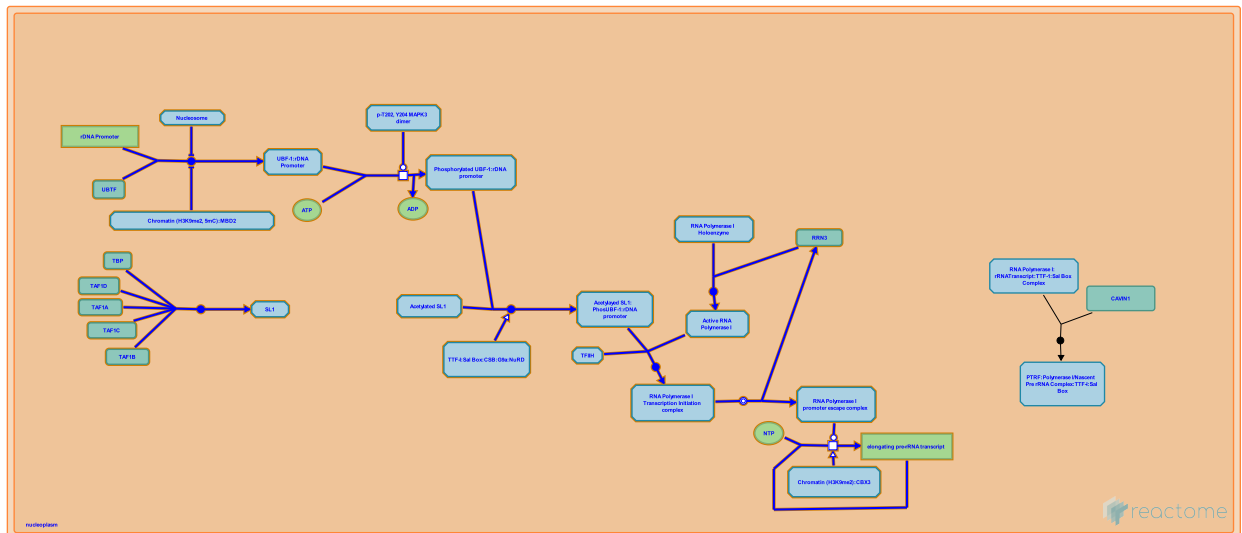 Nucleosome
p-T202, Y204 MAPK3
dimer
rDNA Promoter
UBF-1:rDNA
Promoter
Phosphorylated UBF-1:rDNA
promoter
UBTF
ATP
ADP
Chromatin (H3K9me2, 5mC):MBD2
RNA Polymerase I
Holoenzyme
RRN3
TBP
TAF1D
TAF1A
TAF1C
TAF1B
SL1
Acetylated SL1
Acetylayed SL1:
PhosUBF-1:rDNA
promoter
Active RNA
Polymerase I
TTF-I:Sal Box:CSB:G9a:NuRD
TFIIH
RNA Polymerase I
Transcription Initiation
complex
RNA Polymerase I
promoter escape complex
NTP
elongating pre-rRNA transcript
Chromatin (H3K9me2):CBX3
RNA Polymerase I:
rRNATranscript:TTF-1:Sal Box
Complex
CAVIN1
PTRF:Polymerase I/Nascent
Pre rRNA Complex:TTF-I:Sal
Box
nucleoplasm
reactome